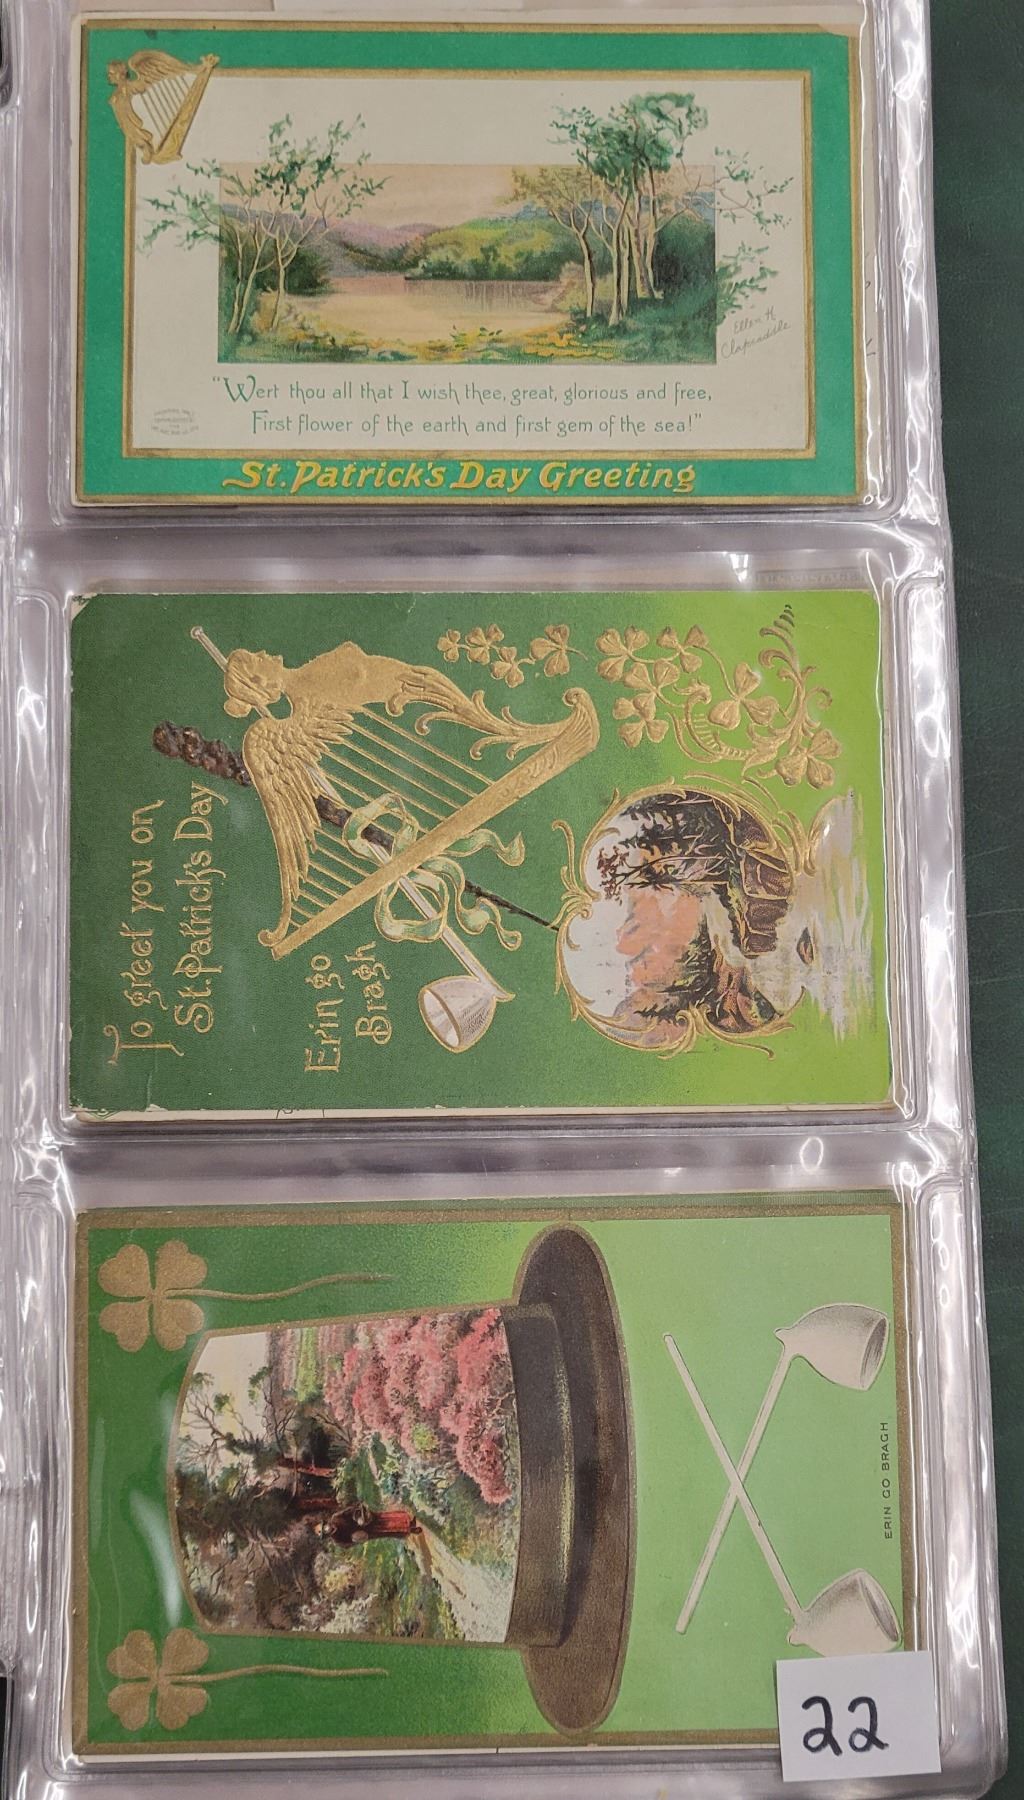 Ellen H
Clapsaddle
"Wert thou all that I wish thee, great, glorious and free,
First flower of the earth and first gem of the sea!"
St. Patrick's Day Greeting
To greet you on
St. Patrick's Day
Erin go
Bragh
ERIN GO BRAGH
22